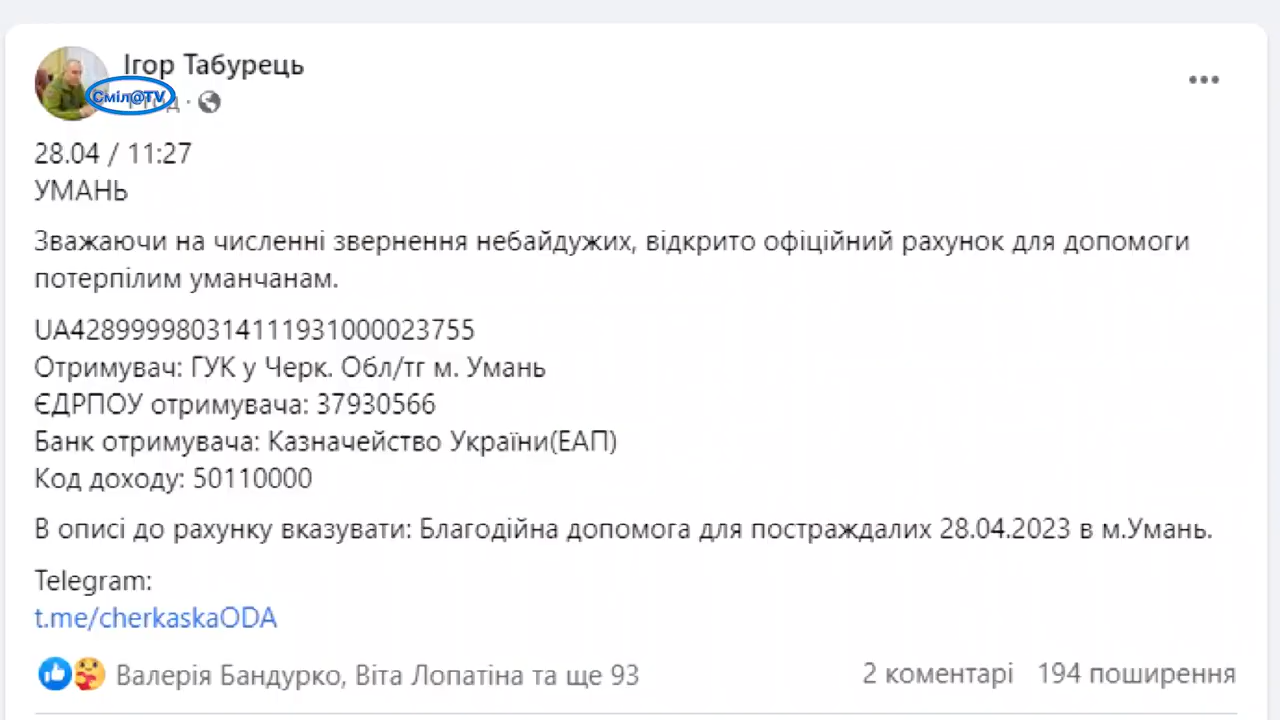 Ігор Табурець
Сміл@TV
28.04 / 11:27
УМАНЬ
Зважаючи на численні звернення небайдужих, відкрито офіційний рахунок для допомоги
потерпілим уманчанам.
UA428999980314111931000023755
Отримувач: ГУК у Черк. Обл/тг м. Умань
ЄДРПОУ отримувача: 37930566
Банк отримувача: Казначейство України(ЕАП)
Код доходу: 50110000
В описі до рахунку вказувати: Благодійна допомога для постраждалих 28.04.2023 в м.Умань.
Telegram:
t.me/cherkaskaODA
Валерія Бандурко, Віта Лопатіна та ще 93
2 коментарі 194 поширення